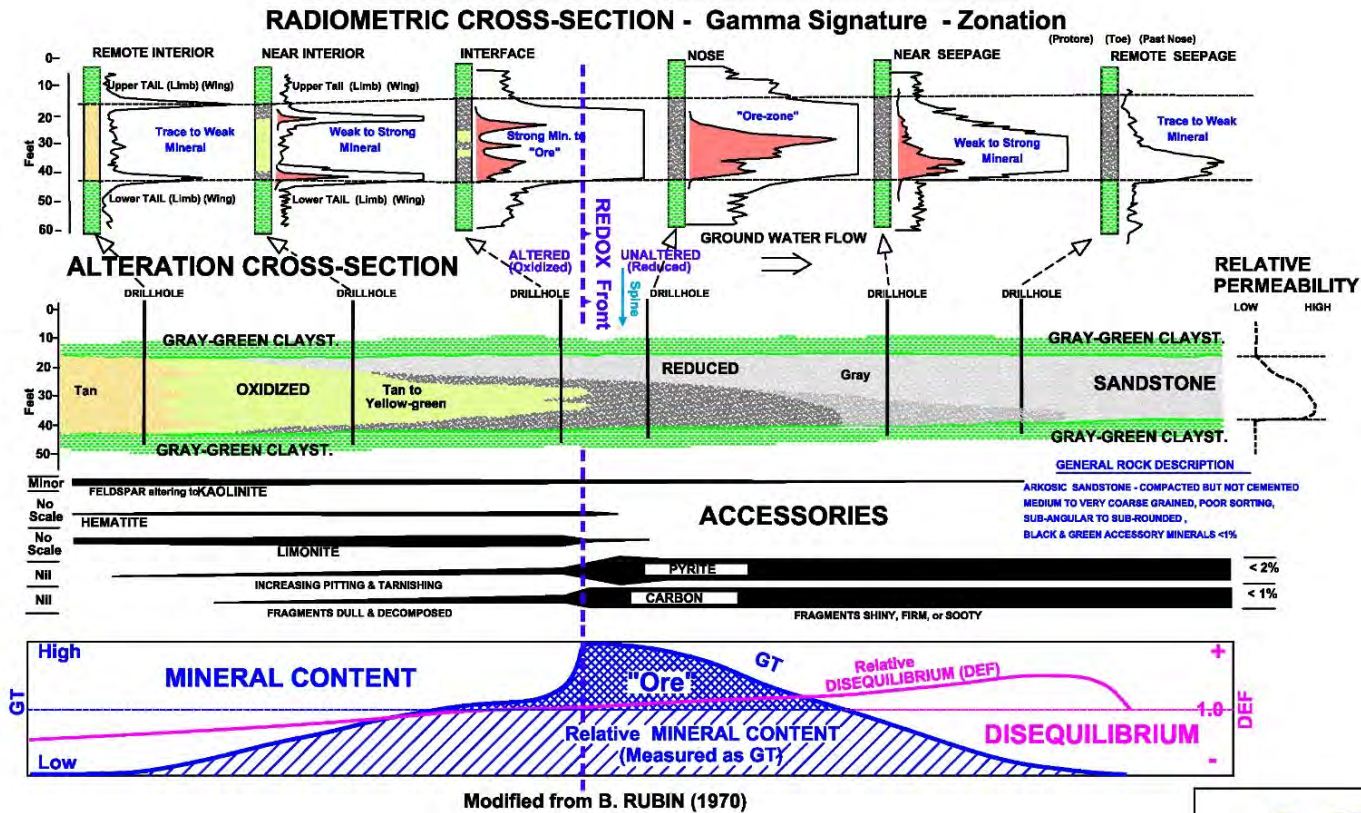 RADIOMETRIC CROSS-SECTION - Gamma Signature - Zonation
(Protore) (Toe) (Past Nose)
REMOTE INTERIOR
NEAR INTERIOR
INTERFACE
NOSE
NEAR SEEPAGE
REMOTE SEEPAGE
0-
10-
20-
30-
40-
50-
60-
Feet
Upper TAIL (Limb) (Wing)
Trace to Weak
Mineral
Lower TAIL (Limb) (Wing)
Upper Tail (Limb) (Wing)
Weak to Strong
Mineral
Lower TAIL (Limb) (Wing)
Strong Min. to
"Ore"
"Ore-zone"
Weak to Strong
Mineral
Trace to Weak
Mineral
REDOX Front
ALTERED
(Oxidized)
UNALTERED
(Reduced)
Spine
GROUND WATER FLOW
ALTERATION CROSS-SECTION
RELATIVE
PERMEABILITY
LOW HIGH
DRILLHOLE
DRILLHOLE
DRILLHOLE
DRILLHOLE
DRILLHOLE
DRILLHOLE
0-
10-
20-
30-
40-
50-
Feet
GRAY-GREEN CLAYST.
GRAY-GREEN CLAYST.
Tan
OXIDIZED
Tan to
Yellow-green
REDUCED
Gray
SANDSTONE
GRAY-GREEN CLAYST.
GRAY-GREEN CLAYST.
GENERAL ROCK DESCRIPTION
ARKOSIC SANDSTONE - COMPACTED BUT NOT CEMENTED
MEDIUM TO VERY COARSE GRAINED, POOR SORTING,
SUB-ANGULAR TO SUB-ROUNDED ,
BLACK & GREEN ACCESSORY MINERALS <1%
Minor
FELDSPAR altering to KAOLINITE
No
Scale
HEMATITE
ACCESSORIES
No
Scale
LIMONITE
Nil
PYRITE
< 2%
INCREASING PITTING & TARNISHING
Nil
CARBON
< 1%
FRAGMENTS DULL & DECOMPOSED
FRAGMENTS SHINY, FIRM, or SOOTY
High
MINERAL CONTENT
"Ore"
GT
Relative
DISEQUILIBRIUM (DEF)
+
GT
1.0
DEF
Relative MINERAL CONTENT
(Measured as GT)
DISEQUILIBRIUM
Low
-
Modified from B. RUBIN (1970)